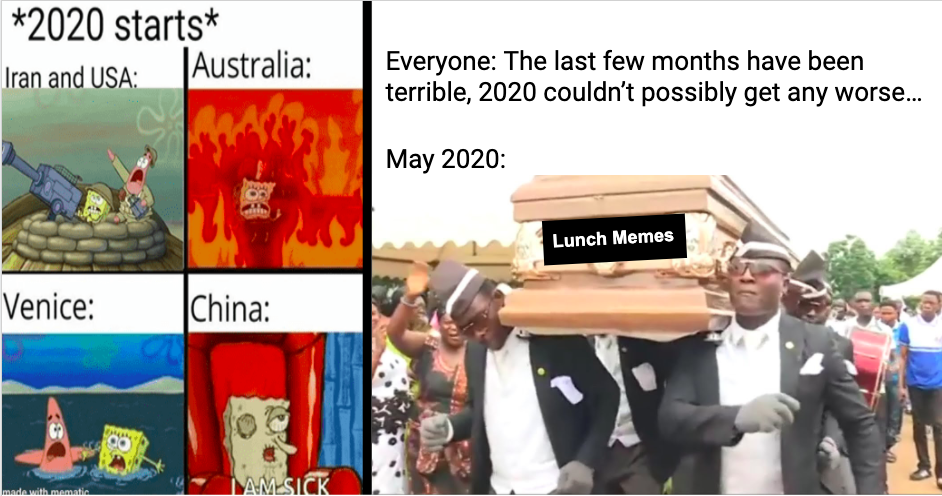 *2020 starts*
Iran and USA:
Australia:
Venice:
China:
I AM SICK
made with mematic
Everyone: The last few months have been
terrible, 2020 couldn’t possibly get any worse...
May 2020:
Lunch Memes